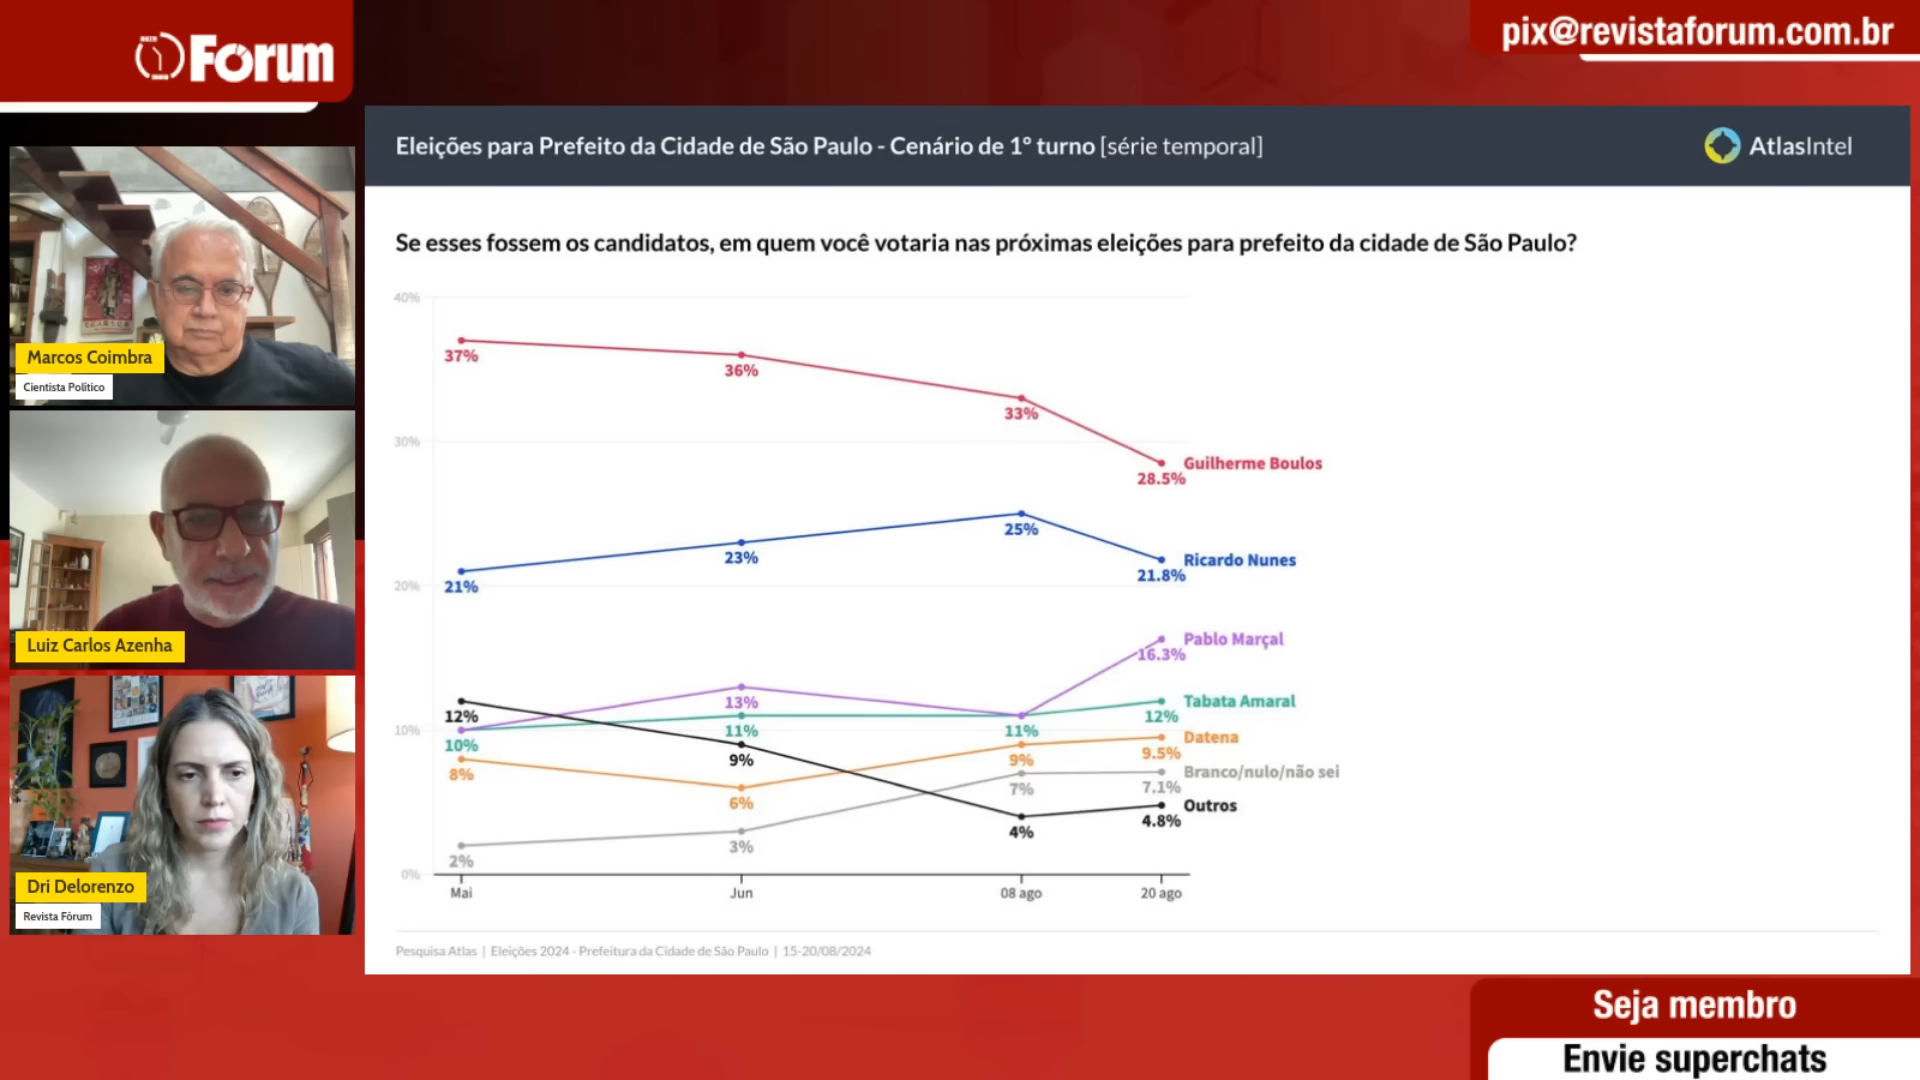 Forum
pix@revistaforum.com.br
Eleições para Prefeito da Cidade de São Paulo - Cenário de 1º turno [série temporal]
AtlasIntel
Se esses fossem os candidatos, em quem você votaria nas próximas eleições para prefeito da cidade de São Paulo?
40%
30%
20%
10%
0%
37%
36%
33%
28.5%
Guilherme Boulos
21%
23%
25%
21.8%
Ricardo Nunes
13%
16.3%
Pablo Marçal
10%
11%
11%
12%
Tabata Amaral
8%
6%
9%
9.5%
Datena
2%
3%
7%
7.1%
Branco/nulo/não sei
12%
9%
4%
4.8%
Outros
Mai
Jun
08 ago
20 ago
Pesquisa Atlas | Eleições 2024 - Prefeitura da Cidade de São Paulo | 15-20/08/2024
Marcos Coimbra
Cientista Político
Luiz Carlos Azenha
Dri Delorenzo
Revista Fórum
Seja membro
Envie superchats